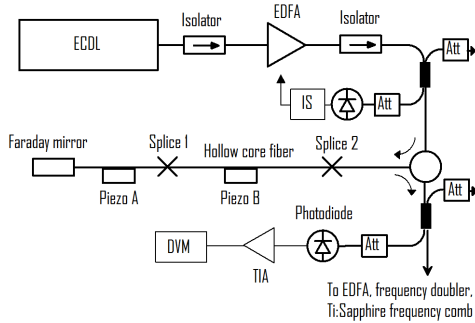 Isolator
EDFA
Isolator
ECDL
Att
IS
Att
Faraday mirror
Splice 1
Hollow core fiber
Splice 2
Piezo A
Piezo B
Att
Photodiode
DVM
TIA
Att
To EDFA, frequency doubler,
Ti:Sapphire frequency comb